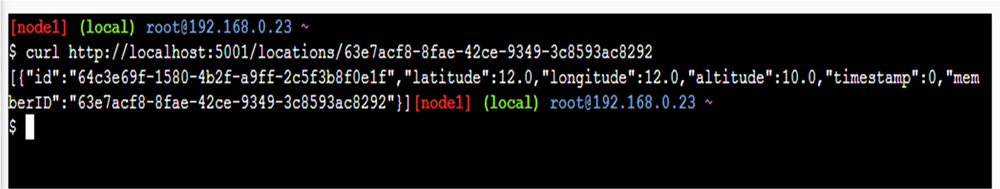 [node1] (local) root@192.168.0.23 ~
$ curl http://localhost:5001/locations/63e7acf8-8fae-42ce-9349-3c8593ac8292
[{"id":"64c3e69f-1580-4b2f-a9ff-2c5f3b8f0e1f","latitude":12.0,"longitude":12.0,"altitude":10.0,"timestamp":0,"mem
berID":"63e7acf8-8fae-42ce-9349-3c8593ac8292"}][node1] (local) root@192.168.0.23 ~
$